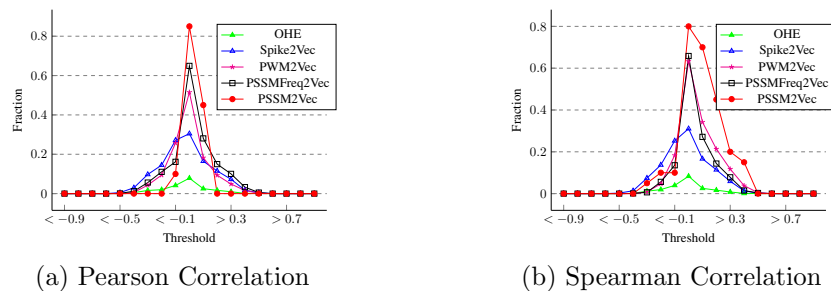 OHE
Spike2Vec
PWM2Vec
PSSMFreq2Vec
PSSM2Vec
0.8
0.6
0.4
0.2
0
Fraction
< −0.9
< −0.5
< −0.1
> 0.3
> 0.7
Threshold
(a) Pearson Correlation
OHE
Spike2Vec
PWM2Vec
PSSMFreq2Vec
PSSM2Vec
0.8
0.6
0.4
0.2
0
Fraction
< −0.9
< −0.5
< −0.1
> 0.3
> 0.7
Threshold
(b) Spearman Correlation